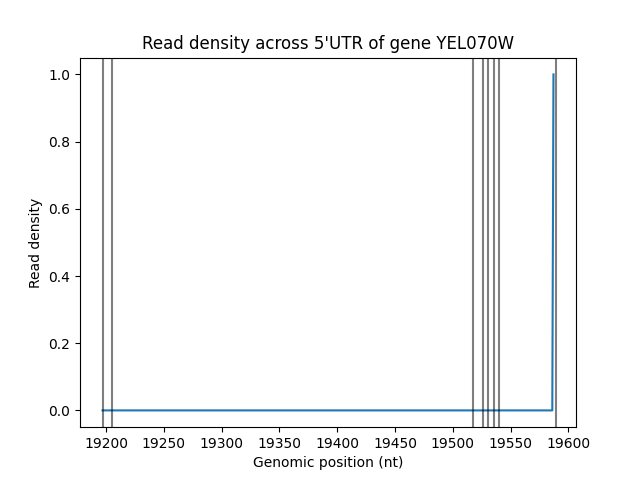 Read density across 5'UTR of gene YEL070W
1.0
0.8
0.6
0.4
0.2
0.0
Read density
19200 19250 19300 19350 19400 19450 19500 19550 19600
Genomic position (nt)